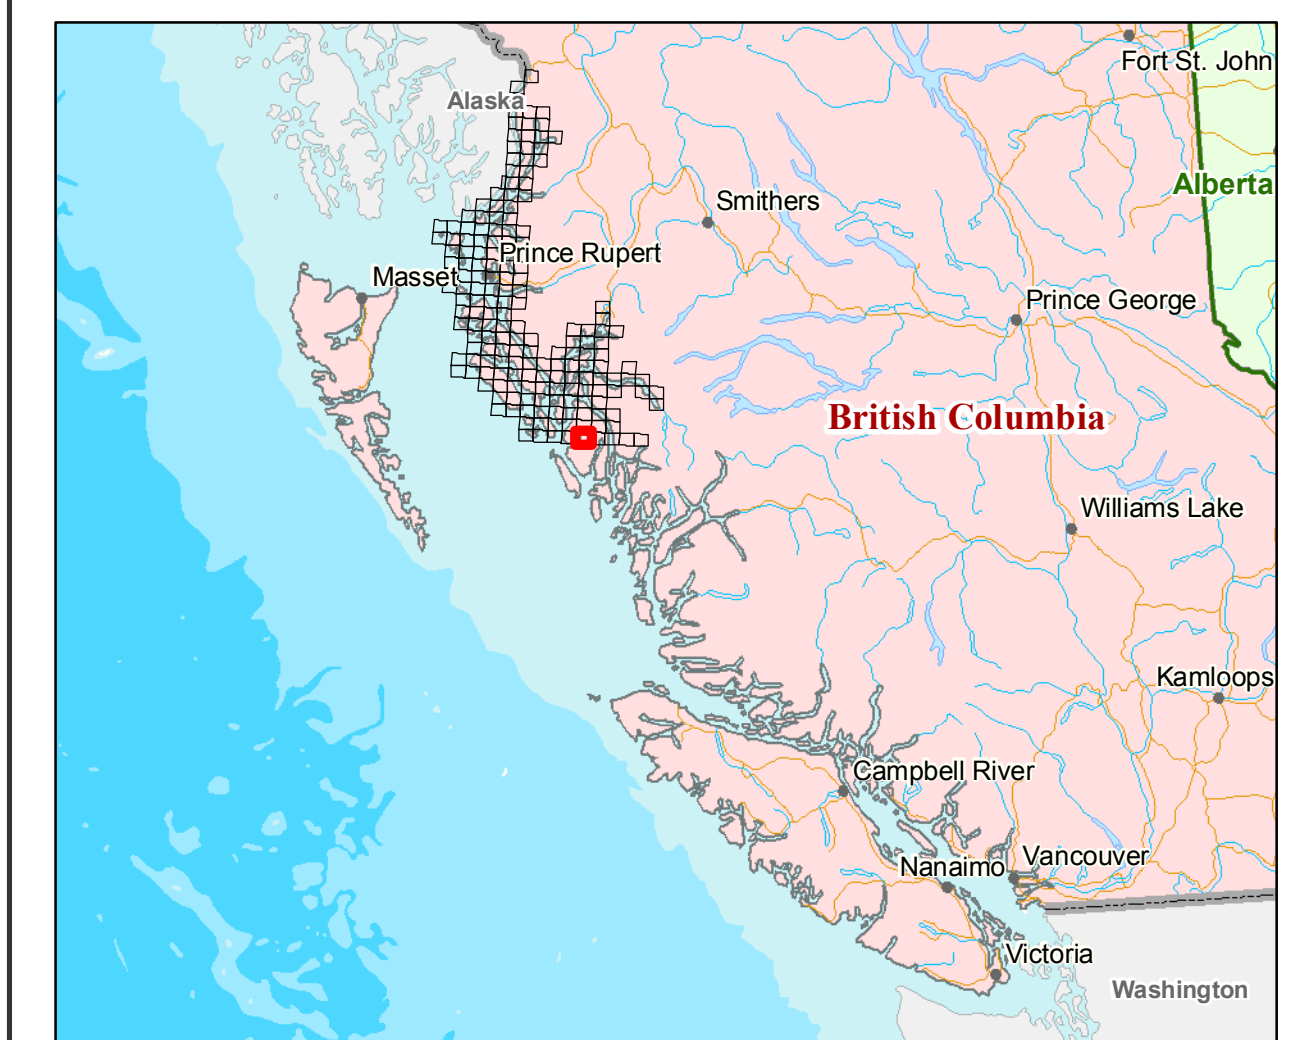 Fort St. John
Alaska
Alberta
Smithers
Prince Rupert
Masset
Prince George
British Columbia
Williams Lake
Kamloops
Campbell River
Vancouver
Nanaimo
Victoria
Washington